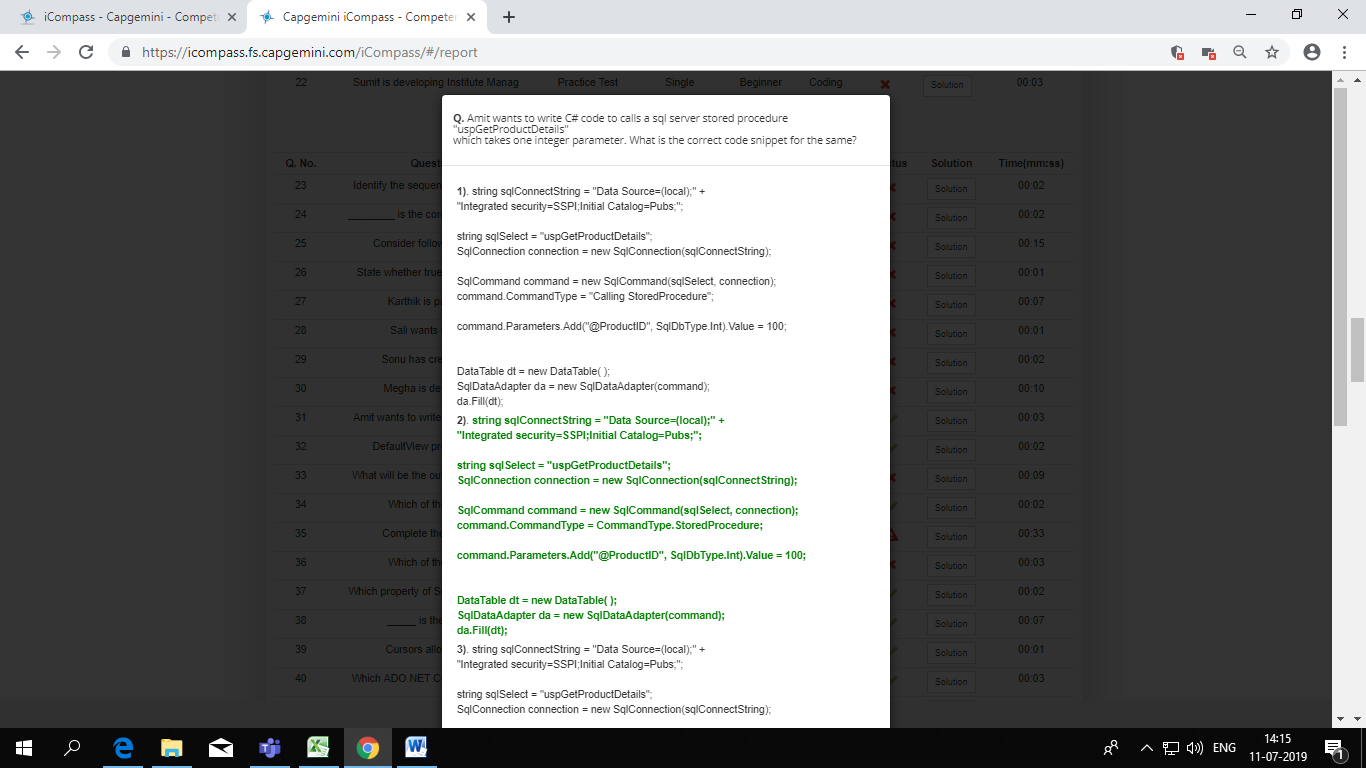 iCompass - Capgemini - Compet
Capgemini iCompass - Competer
https://icompass.fs.capgemini.com/iCompass/#/report
22 Sumit is developing Institute Manag Practice Test Single Beginner Coding Solution 00:03
Q. Amit wants to write C# code to calls a sql server stored procedure
"uspGetProductDetails"
which takes one integer parameter. What is the correct code snippet for the same?
Q. No. Quest tus Solution Time(mm:ss)
23 Identify the sequen Solution 00:02
24 ________ is the con Solution 00:02
25 Consider follow Solution 00:15
26 State whether true Solution 00:01
27 Karthik is p Solution 00:07
28 Sali wants Solution 00:01
29 Sonu has cre Solution 00:02
30 Megha is de Solution 00:10
31 Amit wants to write Solution 00:03
32 DefaultView pr Solution 00:02
33 What will be the ou Solution 00:09
34 Which of th Solution 00:02
35 Complete the Solution 00:33
36 Which of th Solution 00:03
37 Which property of S Solution 00:02
38 _____ is the Solution 00:07
39 Cursors allo Solution 00:01
40 Which ADO.NET C Solution 00:03
1). string sqlConnectString = "Data Source=(local);" +
"Integrated security=SSPI;Initial Catalog=Pubs;";
string sqlSelect = "uspGetProductDetails";
SqlConnection connection = new SqlConnection(sqlConnectString);
SqlCommand command = new SqlCommand(sqlSelect, connection);
command.CommandType = "Calling StoredProcedure";
command.Parameters.Add("@ProductID", SqlDbType.Int).Value = 100;
DataTable dt = new DataTable( );
SqlDataAdapter da = new SqlDataAdapter(command);
da.Fill(dt);
2). string sqlConnectString = "Data Source=(local);" +
"Integrated security=SSPI;Initial Catalog=Pubs;";
string sqlSelect = "uspGetProductDetails";
SqlConnection connection = new SqlConnection(sqlConnectString);
SqlCommand command = new SqlCommand(sqlSelect, connection);
command.CommandType = CommandType.StoredProcedure;
command.Parameters.Add("@ProductID", SqlDbType.Int).Value = 100;
DataTable dt = new DataTable( );
SqlDataAdapter da = new SqlDataAdapter(command);
da.Fill(dt);
3). string sqlConnectString = "Data Source=(local);" +
"Integrated security=SSPI;Initial Catalog=Pubs;";
string sqlSelect = "uspGetProductDetails";
SqlConnection connection = new SqlConnection(sqlConnectString);
ENG
14:15
11-07-2019
1